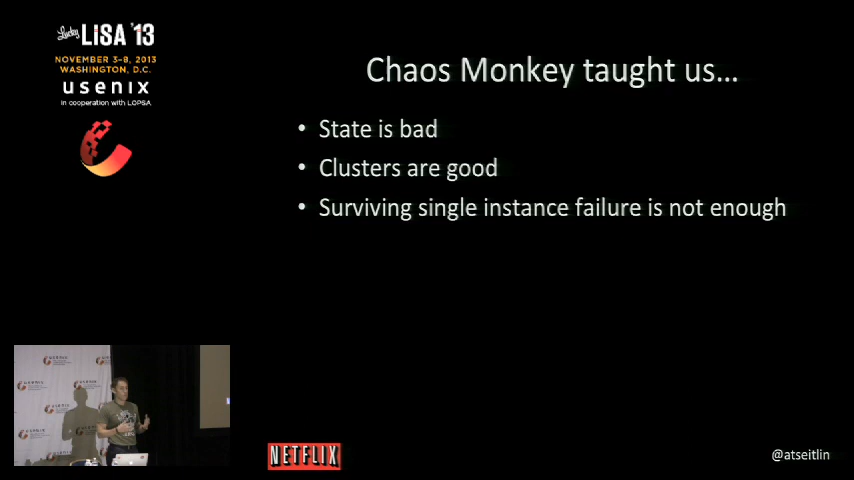 Lucky LISA '13
NOVEMBER 3–8, 2013
WASHINGTON, D.C.
usenix
in cooperation with LOPSA
Chaos Monkey taught us…
• State is bad
• Clusters are good
• Surviving single instance failure is not enough
NETFLIX
@atseitlin